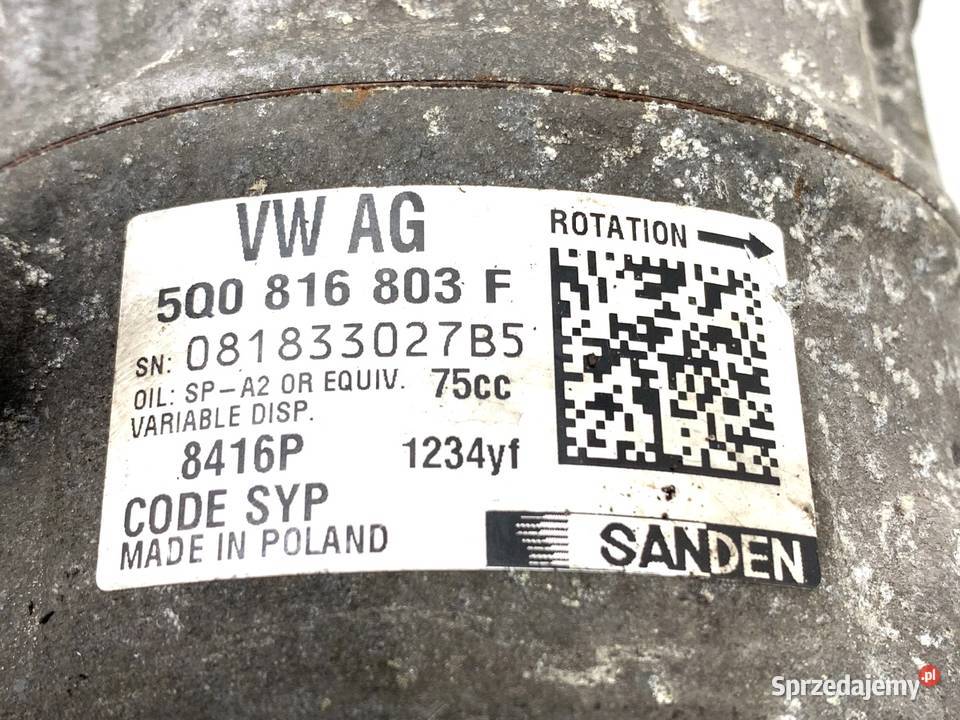 VW AG
5Q0 816 803 F
SN: 081833027B5
OIL: SP-A2 OR EQUIV. 75cc
VARIABLE DISP.
8416P 1234yf
CODE SYP
MADE IN POLAND
ROTATION
SANDEN
Sprzedajemy.pl